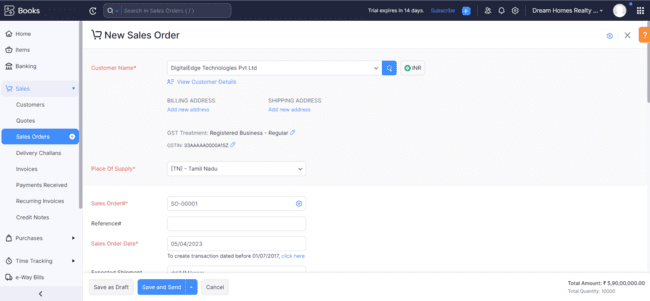 Books
Search in Sales Orders ( / )
Trial expires in 14 days.
Subscribe
Dream Homes Realty ...
Home
Items
Banking
Sales
Customers
Quotes
Sales Orders
Delivery Challans
Invoices
Payments Received
Recurring Invoices
Credit Notes
Purchases
Time Tracking
e-Way Bills
New Sales Order
?
Customer Name*
DigitalEdge Technologies Pvt Ltd
INR
View Customer Details
BILLING ADDRESS
SHIPPING ADDRESS
Add new address
Add new address
GST Treatment: Registered Business - Regular
GSTIN: 33AAAAA0000A15Z
Place Of Supply*
[TN] - Tamil Nadu
Sales Order#*
SO-00001
Reference#
Sales Order Date*
05/04/2023
To create transaction dated before 01/07/2017, click here
Expected Shipment
Save as Draft
Save and Send
Cancel
Total Amount: ₹ 5,90,00,000.00
Total Quantity: 10000